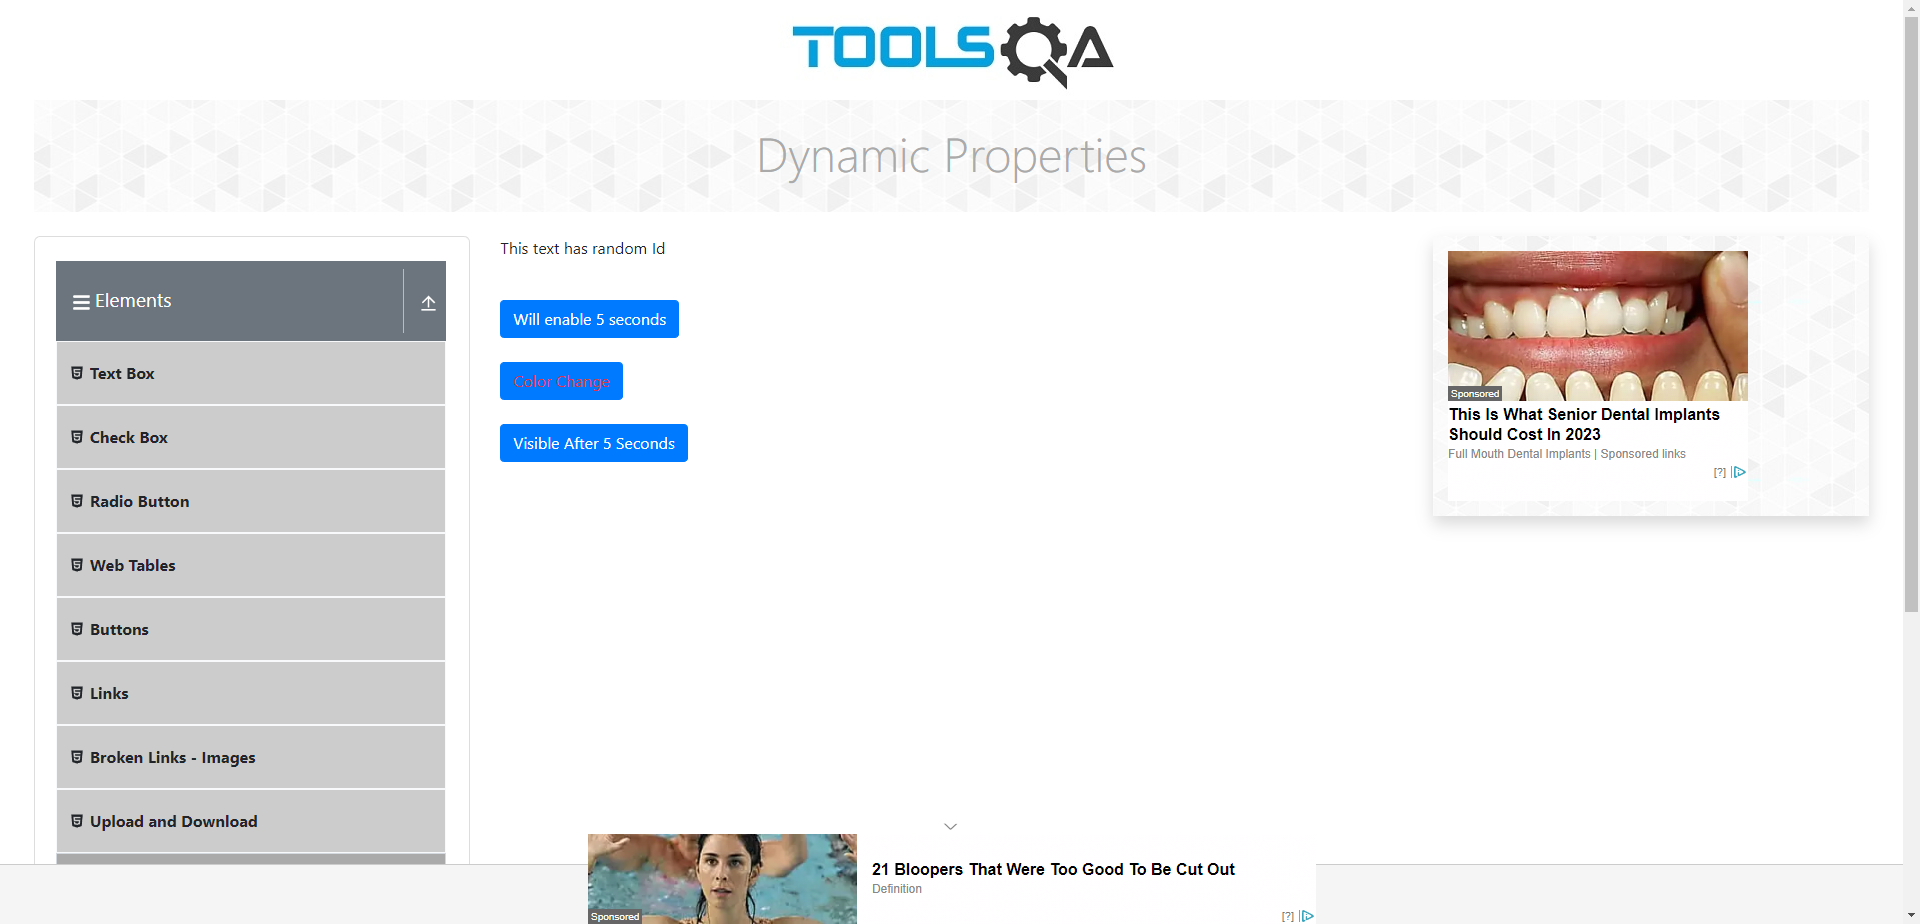 TOOLSQA
Dynamic Properties
Elements
Text Box
Check Box
Radio Button
Web Tables
Buttons
Links
Broken Links - Images
Upload and Download
This text has random Id
Will enable 5 seconds
Color Change
Visible After 5 Seconds
Sponsored
This Is What Senior Dental Implants
Should Cost In 2023
Full Mouth Dental Implants | Sponsored links
[?]
21 Bloopers That Were Too Good To Be Cut Out
Definition
Sponsored
[?]